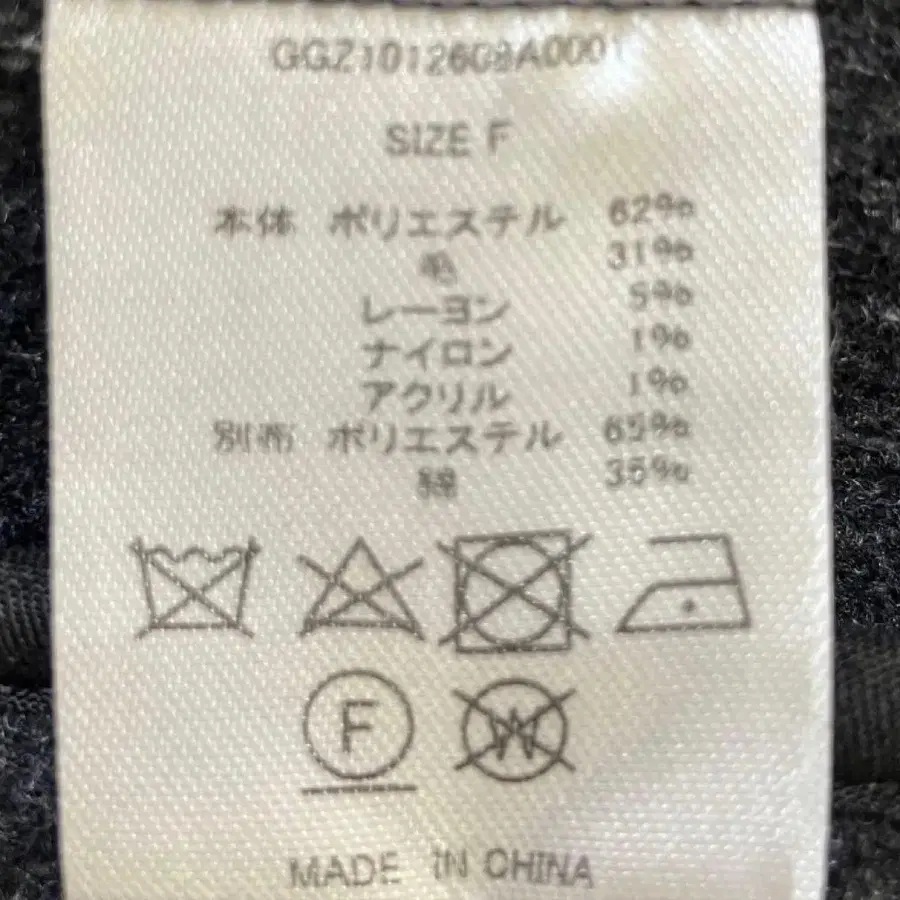 GGZ1012609A0001
SIZE F
本体 ポリエステル 62%
毛 31%
レーヨン 5%
ナイロン 1%
アクリル 1%
別布 ポリエステル 65%
綿 35%
F
W
MADE IN CHINA